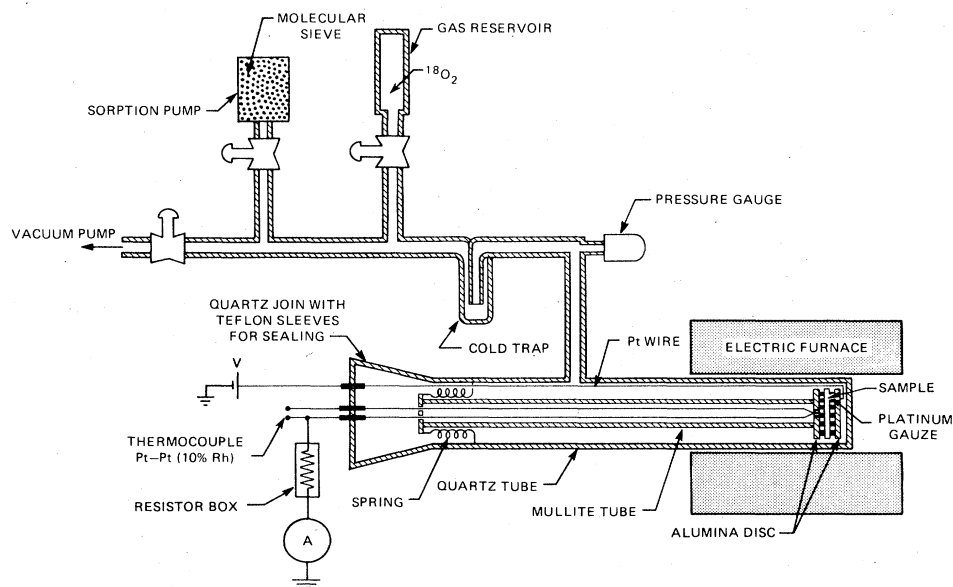 MOLECULAR
SIEVE
GAS RESERVOIR
18O2
SORPTION PUMP
PRESSURE GAUGE
VACUUM PUMP
QUARTZ JOIN WITH
TEFLON SLEEVES
FOR SEALING
COLD TRAP
Pt WIRE
ELECTRIC FURNACE
V
SAMPLE
PLATINUM
GAUZE
THERMOCOUPLE
Pt–Pt (10% Rh)
RESISTOR BOX
SPRING
QUARTZ TUBE
MULLITE TUBE
ALUMINA DISC
A